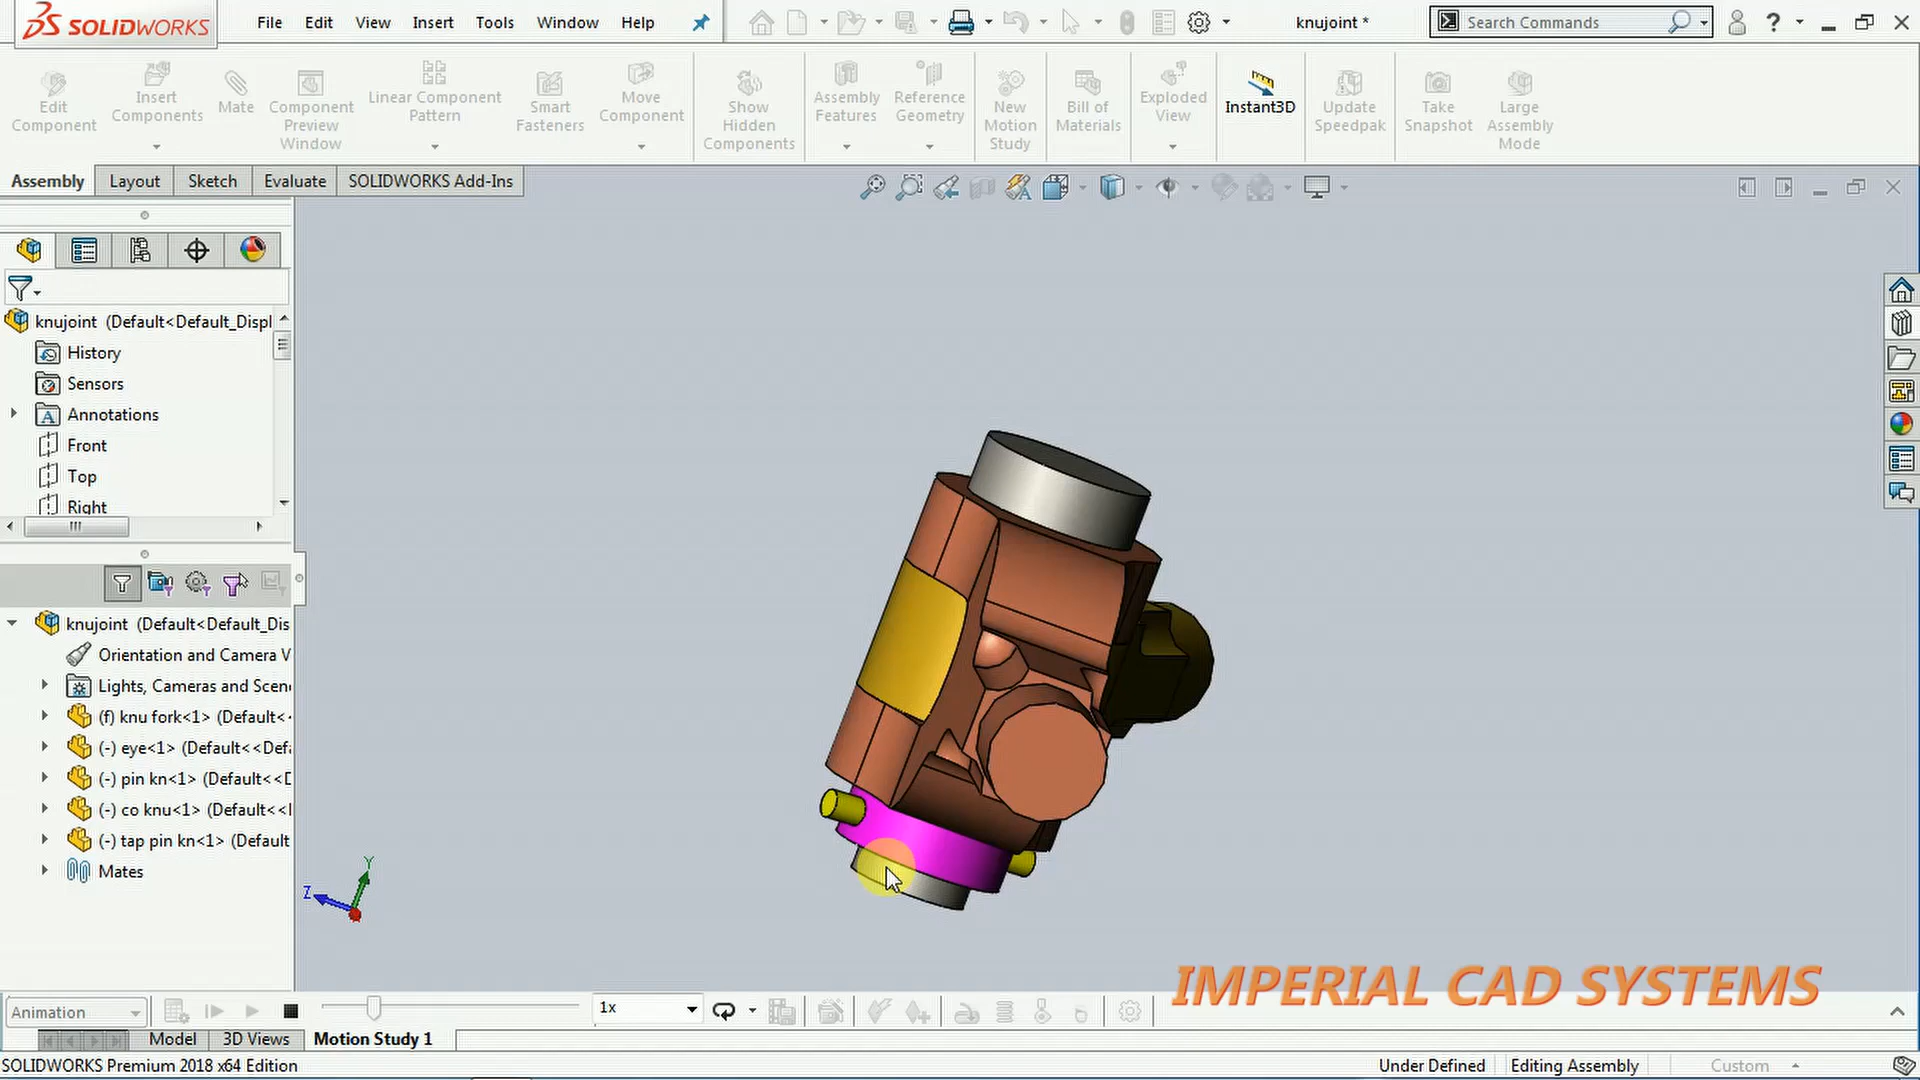 SOLIDWORKS
File Edit View Insert Tools Window Help
knujoint *
Search Commands
Edit Component
Insert Components
Mate
Component Preview Window
Linear Component Pattern
Smart Fasteners
Move Component
Show Hidden Components
Assembly Features
Reference Geometry
New Motion Study
Bill of Materials
Exploded View
Instant3D
Update Speedpak
Take Snapshot
Large Assembly Mode
Assembly Layout Sketch Evaluate SOLIDWORKS Add-Ins
knujoint (Default<Default_Displ
History
Sensors
Annotations
Front
Top
Right
knujoint (Default<Default_Dis
Orientation and Camera V
Lights, Cameras and Scen
(f) knu fork<1> (Default<
(-) eye<1> (Default<<Defa
(-) pin kn<1> (Default<<D
(-) co knu<1> (Default<<
(-) tap pin kn<1> (Default
Mates
Y
Z
IMPERIAL CAD SYSTEMS
Animation
1x
Model 3D Views Motion Study 1
SOLIDWORKS Premium 2018 x64 Edition
Under Defined Editing Assembly Custom